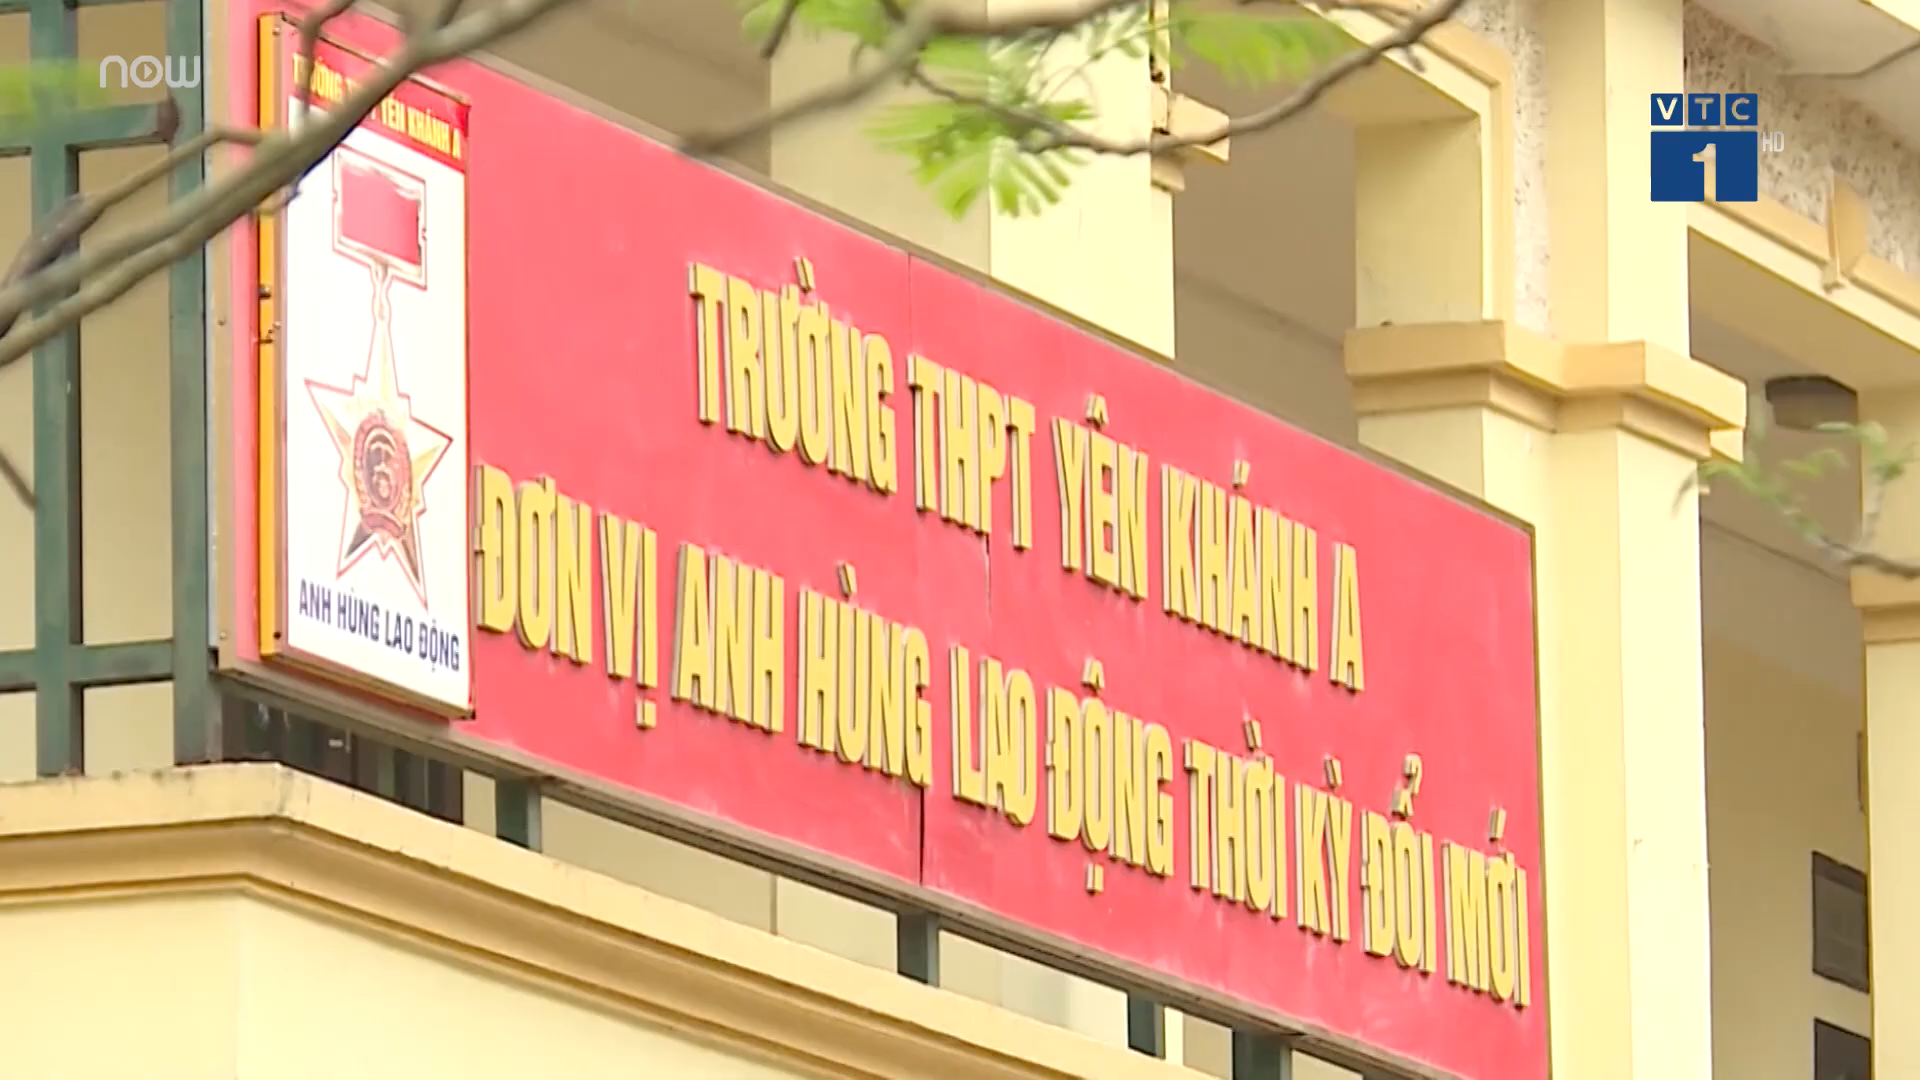 now
VTC
1 HD
TRƯỜNG THPT YÊN KHÁNH A
ANH HÙNG LAO ĐỘNG
TRƯỜNG THPT YÊN KHÁNH A
ĐƠN VỊ ANH HÙNG LAO ĐỘNG THỜI KỲ ĐỔI MỚI